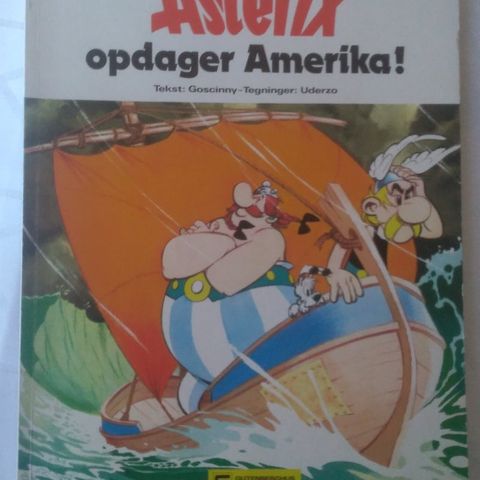 Asterix
opdager Amerika!
Tekst: Goscinny-Tegninger: Uderzo
GUTENBERGHUS